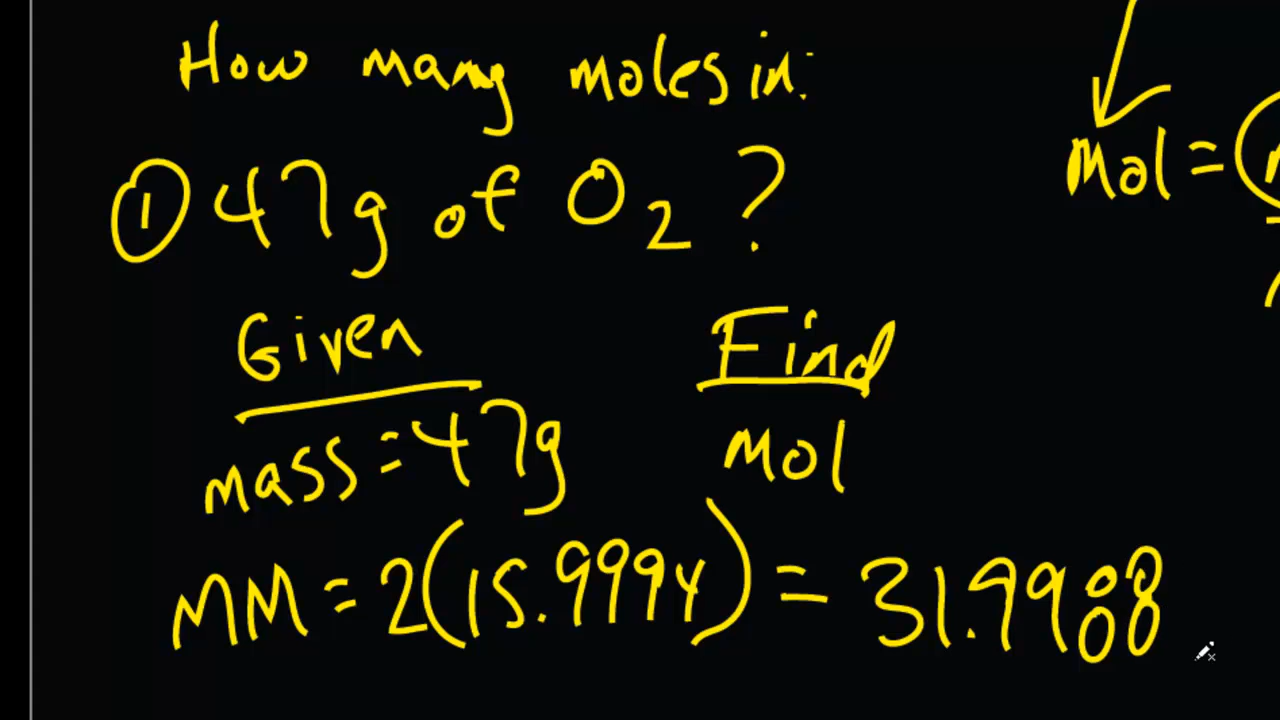 How many moles in:
① 47g of O₂ ?
mol =
Given Find
mass = 47g mol
MM = 2(15.9994) = 31.9988